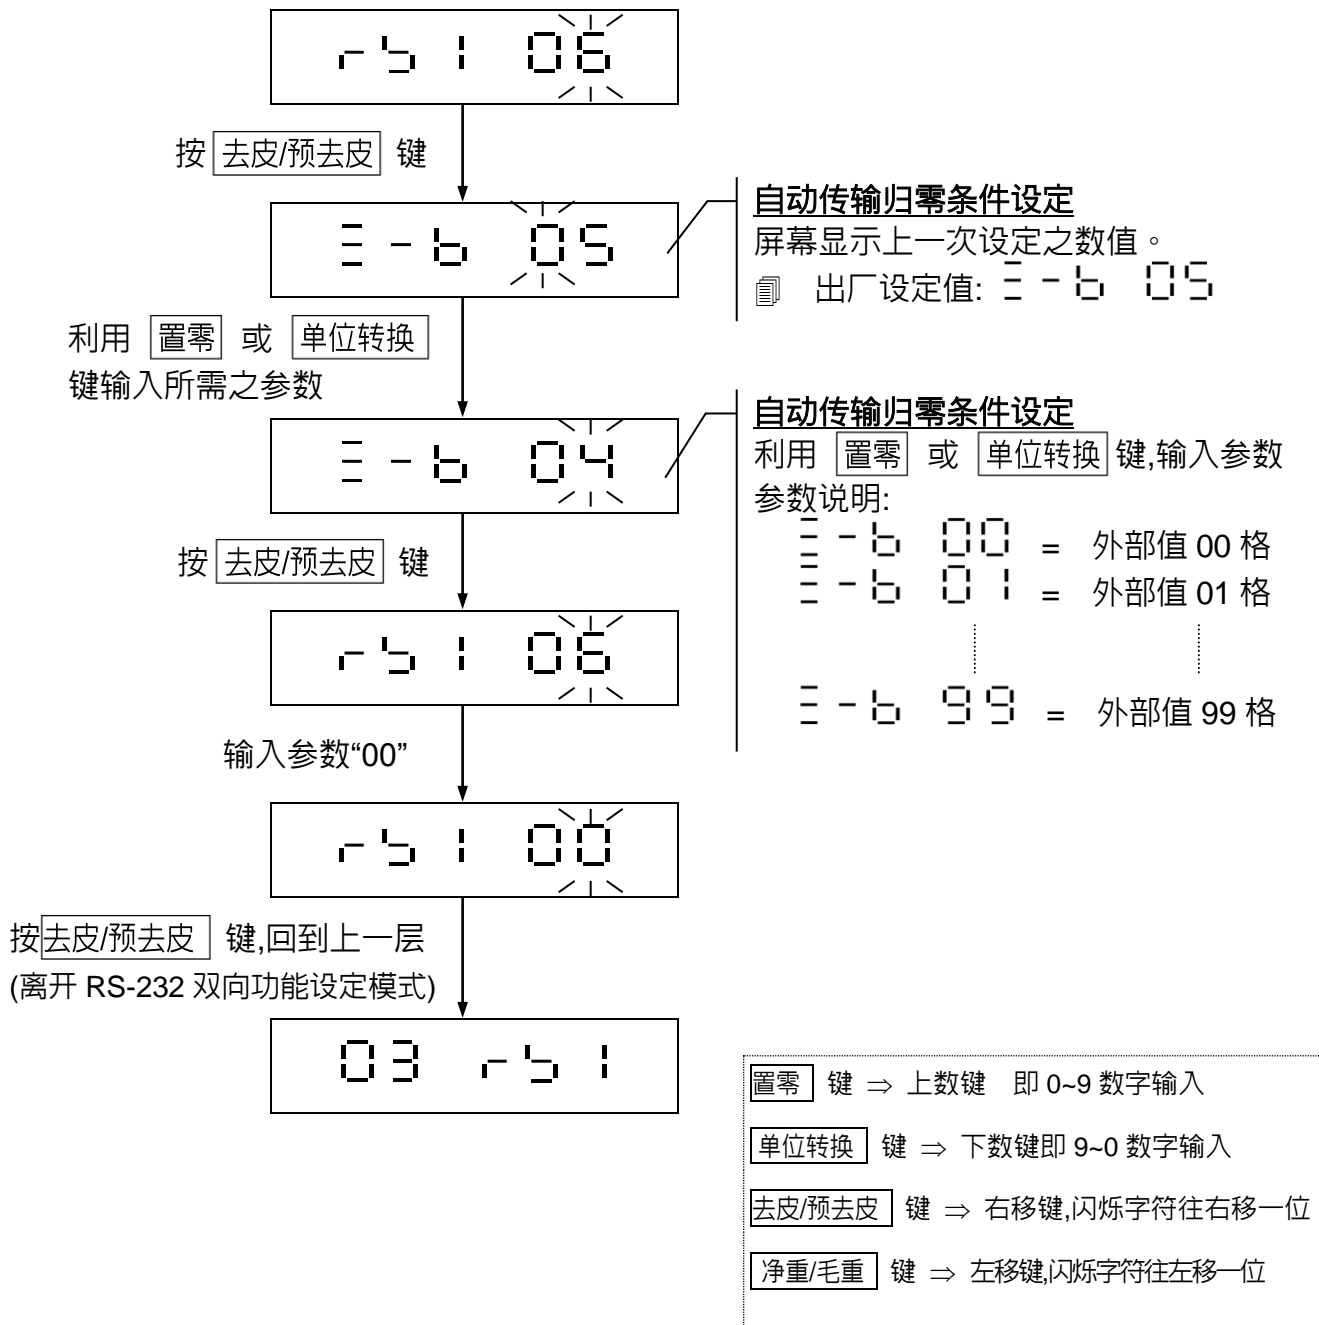 rS1 06
按 去皮/预去皮 键
三-b 05
自动传输归零条件设定
屏幕显示上一次设定之数值。
出厂设定值: 三-b 05
利用 置零 或 单位转换
键输入所需之参数
三-b 04
自动传输归零条件设定
利用 置零 或 单位转换 键,输入参数
参数说明:
三-b 00 = 外部值 00 格
三-b 01 = 外部值 01 格
三-b 99 = 外部值 99 格
按 去皮/预去皮 键
rS1 06
输入参数“00”
rS1 00
按去皮/预去皮 键,回到上一层
(离开 RS-232 双向功能设定模式)
03 rS1
置零 键 ⇒ 上数键 即 0~9 数字输入
单位转换 键 ⇒ 下数键即 9~0 数字输入
去皮/预去皮 键 ⇒ 右移键,闪烁字符往右移一位
净重/毛重 键 ⇒ 左移键,闪烁字符往左移一位